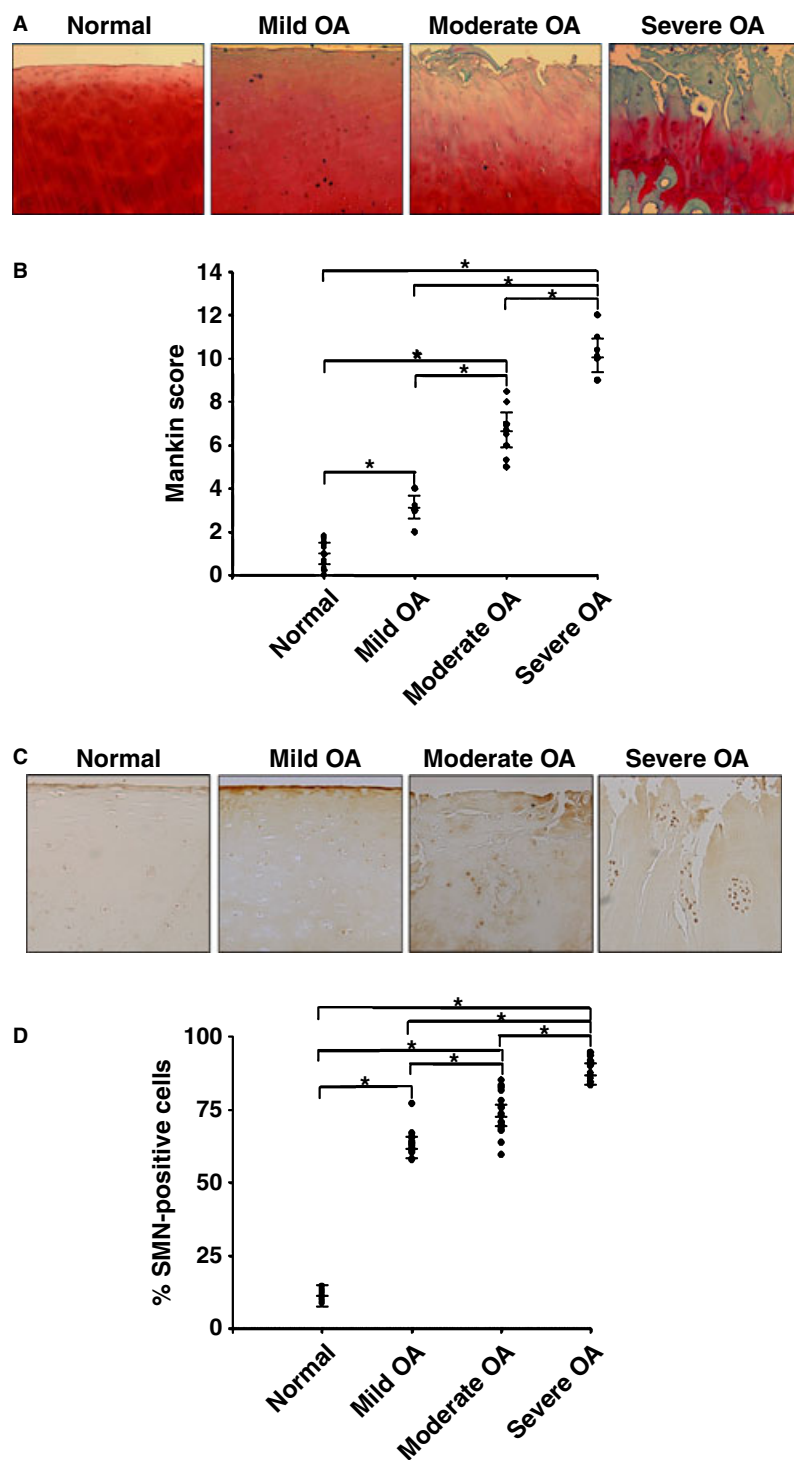 A
Normal Mild OA Moderate OA Severe OA
B
Mankin score
14
12
10
8
6
4
2
0
* * *
* *
*
Normal Mild OA Moderate OA Severe OA
C
Normal Mild OA Moderate OA Severe OA
D
% SMN-positive cells
100
75
50
25
0
* * *
* *
*
Normal Mild OA Moderate OA Severe OA